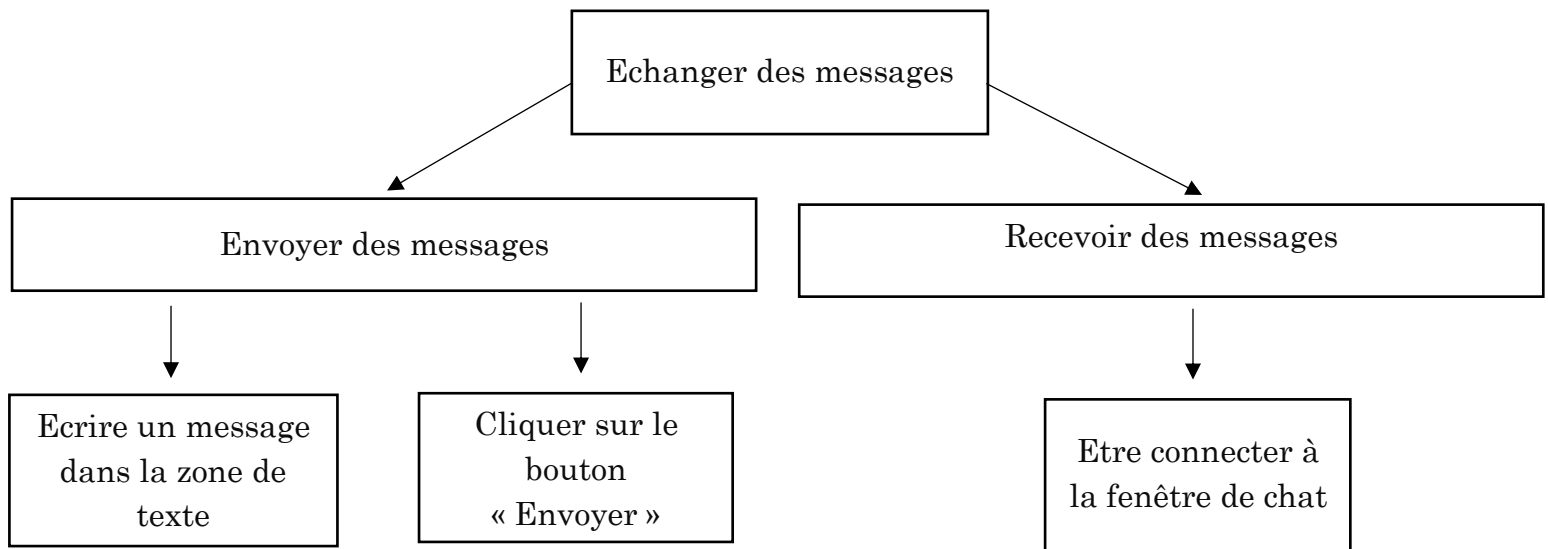 Echanger des messages
Envoyer des messages
Recevoir des messages
Ecrire un message
dans la zone de
texte
Cliquer sur le
bouton
« Envoyer »
Etre connecter à
la fenêtre de chat